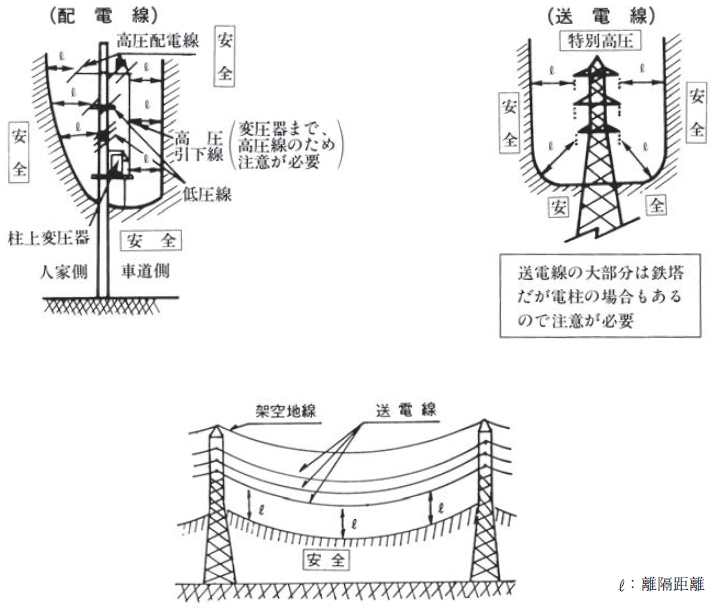 (配電線)
高圧配電線
安全
ℓ
ℓ
ℓ
ℓ
ℓ
ℓ
安全
高圧引下線
(変圧器まで、
高圧線のため
注意が必要)
低圧線
柱上変圧器
安全
人家側
車道側
(送電線)
特別高圧
ℓ
ℓ
安全
安全
ℓ
ℓ
安
全
送電線の大部分は鉄塔
だが電柱の場合もある
ので注意が必要
架空地線
送電線
ℓ
ℓ
ℓ
安全
ℓ:離隔距離